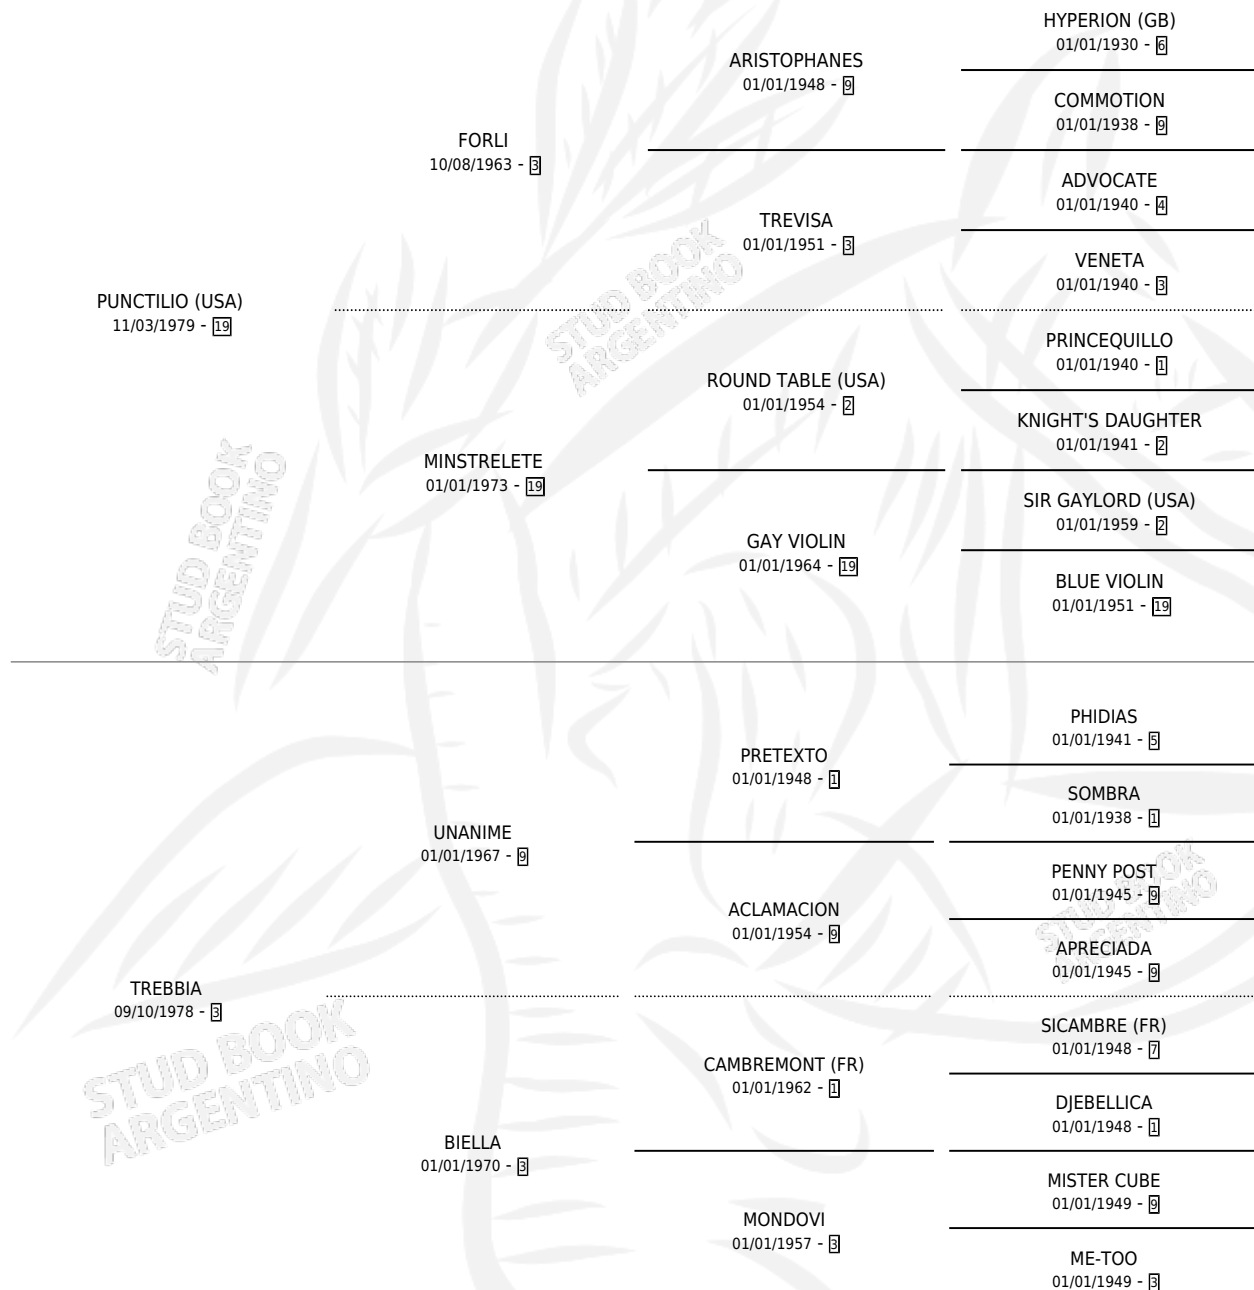 HYPERION (GB)
01/01/1930 - 6
ARISTOPHANES
01/01/1948 - 9
COMMOTION
01/01/1938 - 9
FORLI
10/08/1963 - 3
ADVOCATE
01/01/1940 - 4
TREVISA
01/01/1951 - 3
VENETA
01/01/1940 - 3
PUNCTILIO (USA)
11/03/1979 - 19
PRINCEQUILLO
01/01/1940 - 1
ROUND TABLE (USA)
01/01/1954 - 2
KNIGHT'S DAUGHTER
01/01/1941 - 2
MINSTRELETE
01/01/1973 - 19
SIR GAYLORD (USA)
01/01/1959 - 2
GAY VIOLIN
01/01/1964 - 19
BLUE VIOLIN
01/01/1951 - 19
STUD BOOK
ARGENTINO
STUD BOOK
ARGENTINO
PHIDIAS
01/01/1941 - 5
PRETEXTO
01/01/1948 - 1
SOMBRA
01/01/1938 - 1
UNANIME
01/01/1967 - 9
PENNY POST
01/01/1945 - 9
ACLAMACION
01/01/1954 - 9
APRECIADA
01/01/1945 - 9
STUD BOOK
ARGENTINO
TREBBIA
09/10/1978 - 3
SICAMBRE (FR)
01/01/1948 - 7
CAMBREMONT (FR)
01/01/1962 - 1
DJEBELLICA
01/01/1948 - 1
STUD BOOK
ARGENTINO
BIELLA
01/01/1970 - 3
MISTER CUBE
01/01/1949 - 9
MONDOVI
01/01/1957 - 3
ME-TOO
01/01/1949 - 3